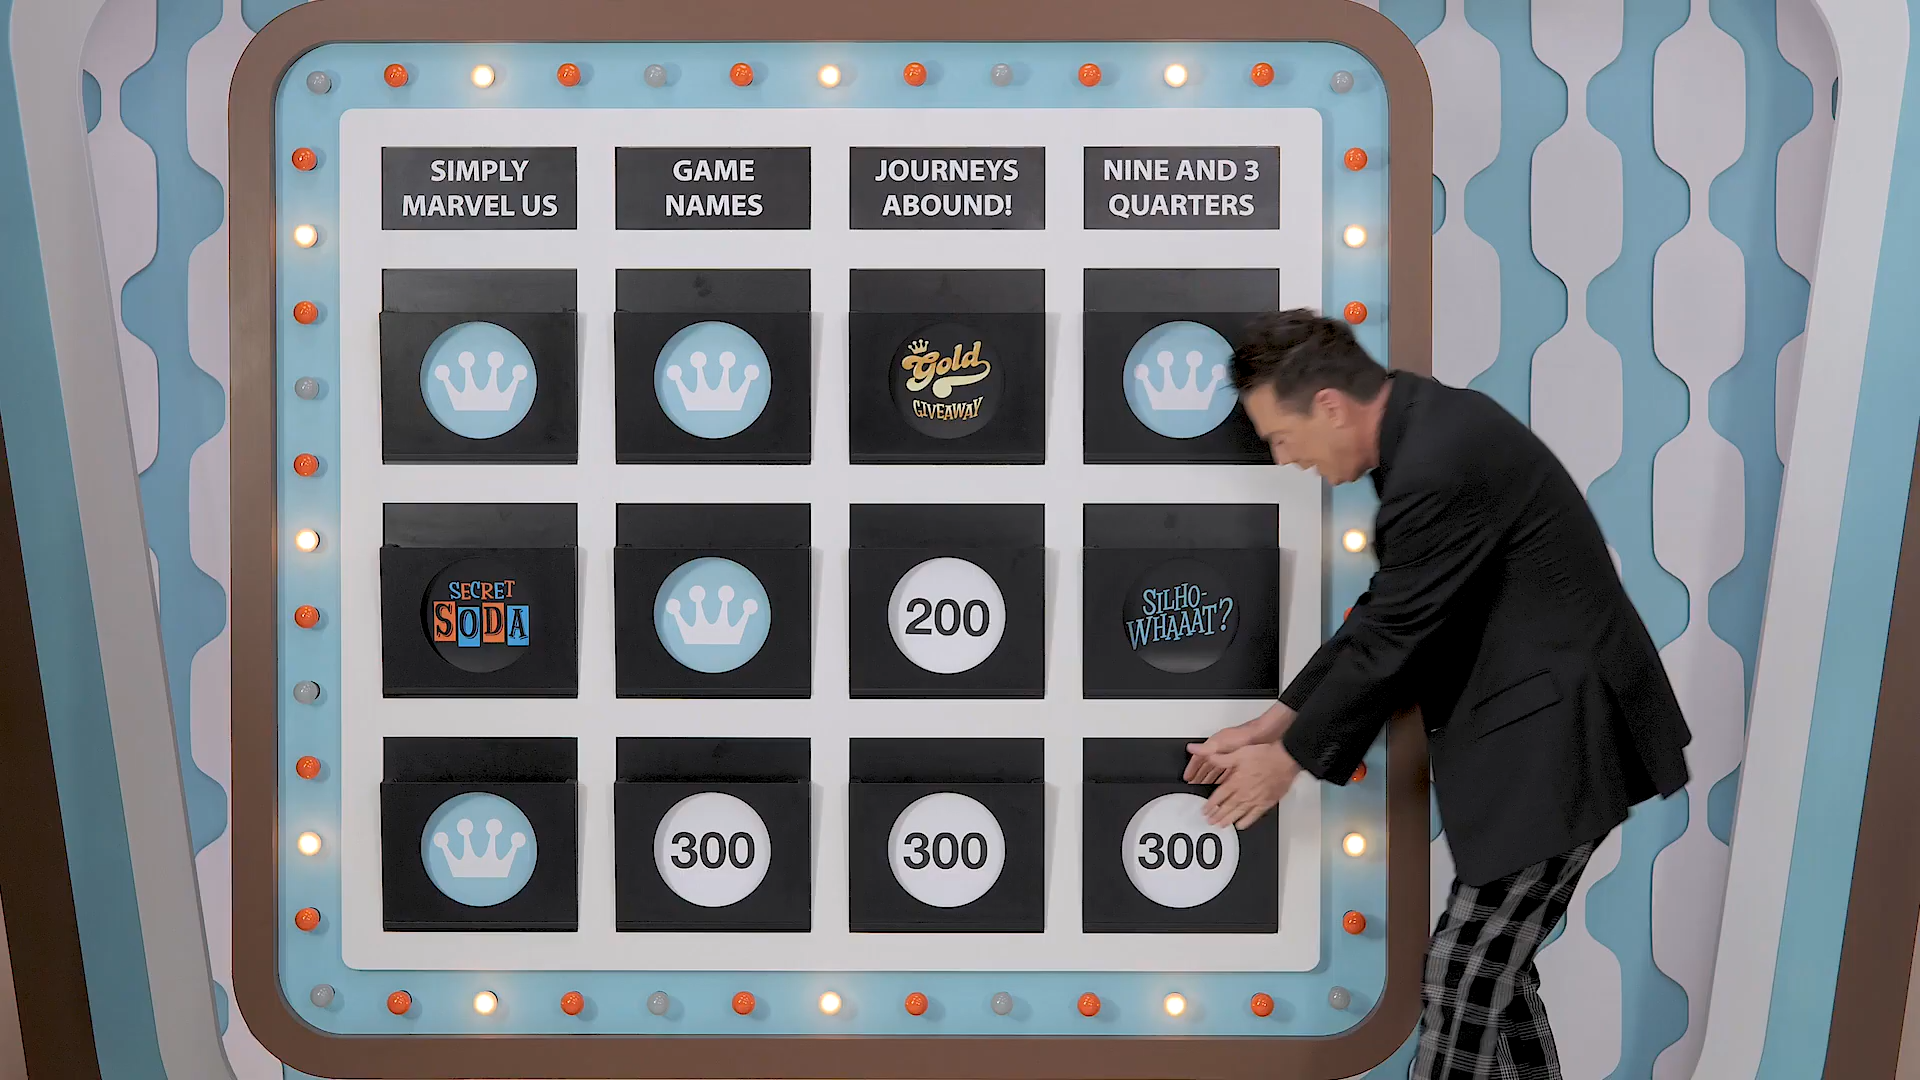 SIMPLY
MARVEL US
GAME
NAMES
JOURNEYS
ABOUND!
NINE AND 3
QUARTERS
Gold
GIVEAWAY
SECRET
SODA
200
SILHO-
WHAAAT?
300
300
300